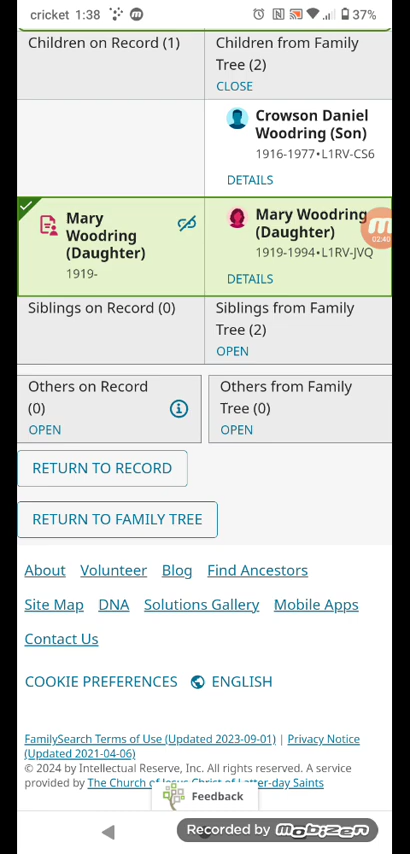 cricket 1:38
37%
Children on Record (1)
Children from Family
Tree (2)
CLOSE
Crowson Daniel
Woodring (Son)
1916-1977•L1RV-CS6
DETAILS
Mary
Woodring
(Daughter)
1919-
Mary Woodring
(Daughter)
1919-1994•L1RV-JVQ
02:40
DETAILS
Siblings on Record (0)
Siblings from Family
Tree (2)
OPEN
Others on Record
(0)
OPEN
Others from Family
Tree (0)
OPEN
RETURN TO RECORD
RETURN TO FAMILY TREE
About Volunteer Blog Find Ancestors
Site Map DNA Solutions Gallery Mobile Apps
Contact Us
COOKIE PREFERENCES ENGLISH
FamilySearch Terms of Use (Updated 2023-09-01) | Privacy Notice
(Updated 2021-04-06)
© 2024 by Intellectual Reserve, Inc. All rights reserved. A service
provided by The Church of Jesus Christ of Latter-day Saints
Feedback
Recorded by mobizen